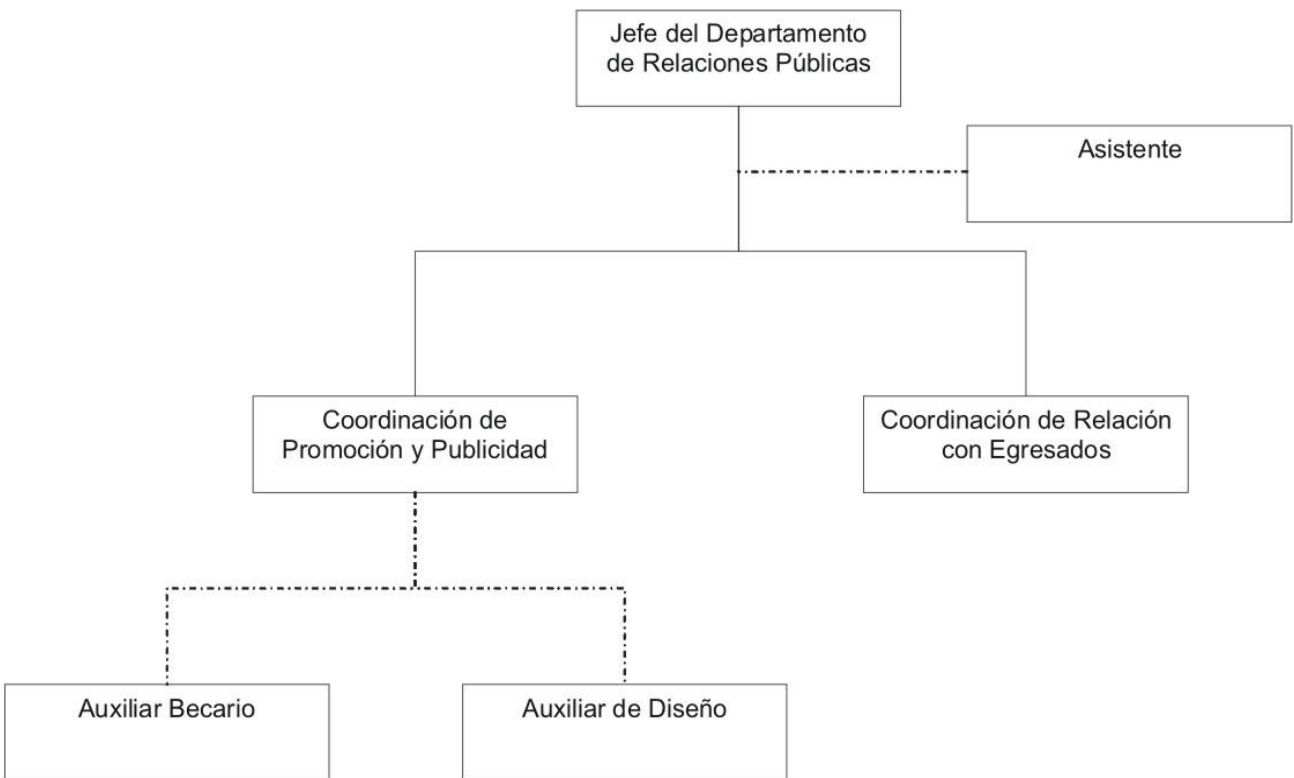 Jefe del Departamento
de Relaciones Públicas
Asistente
Coordinación de
Promoción y Publicidad
Coordinación de Relación
con Egresados
Auxiliar Becario
Auxiliar de Diseño